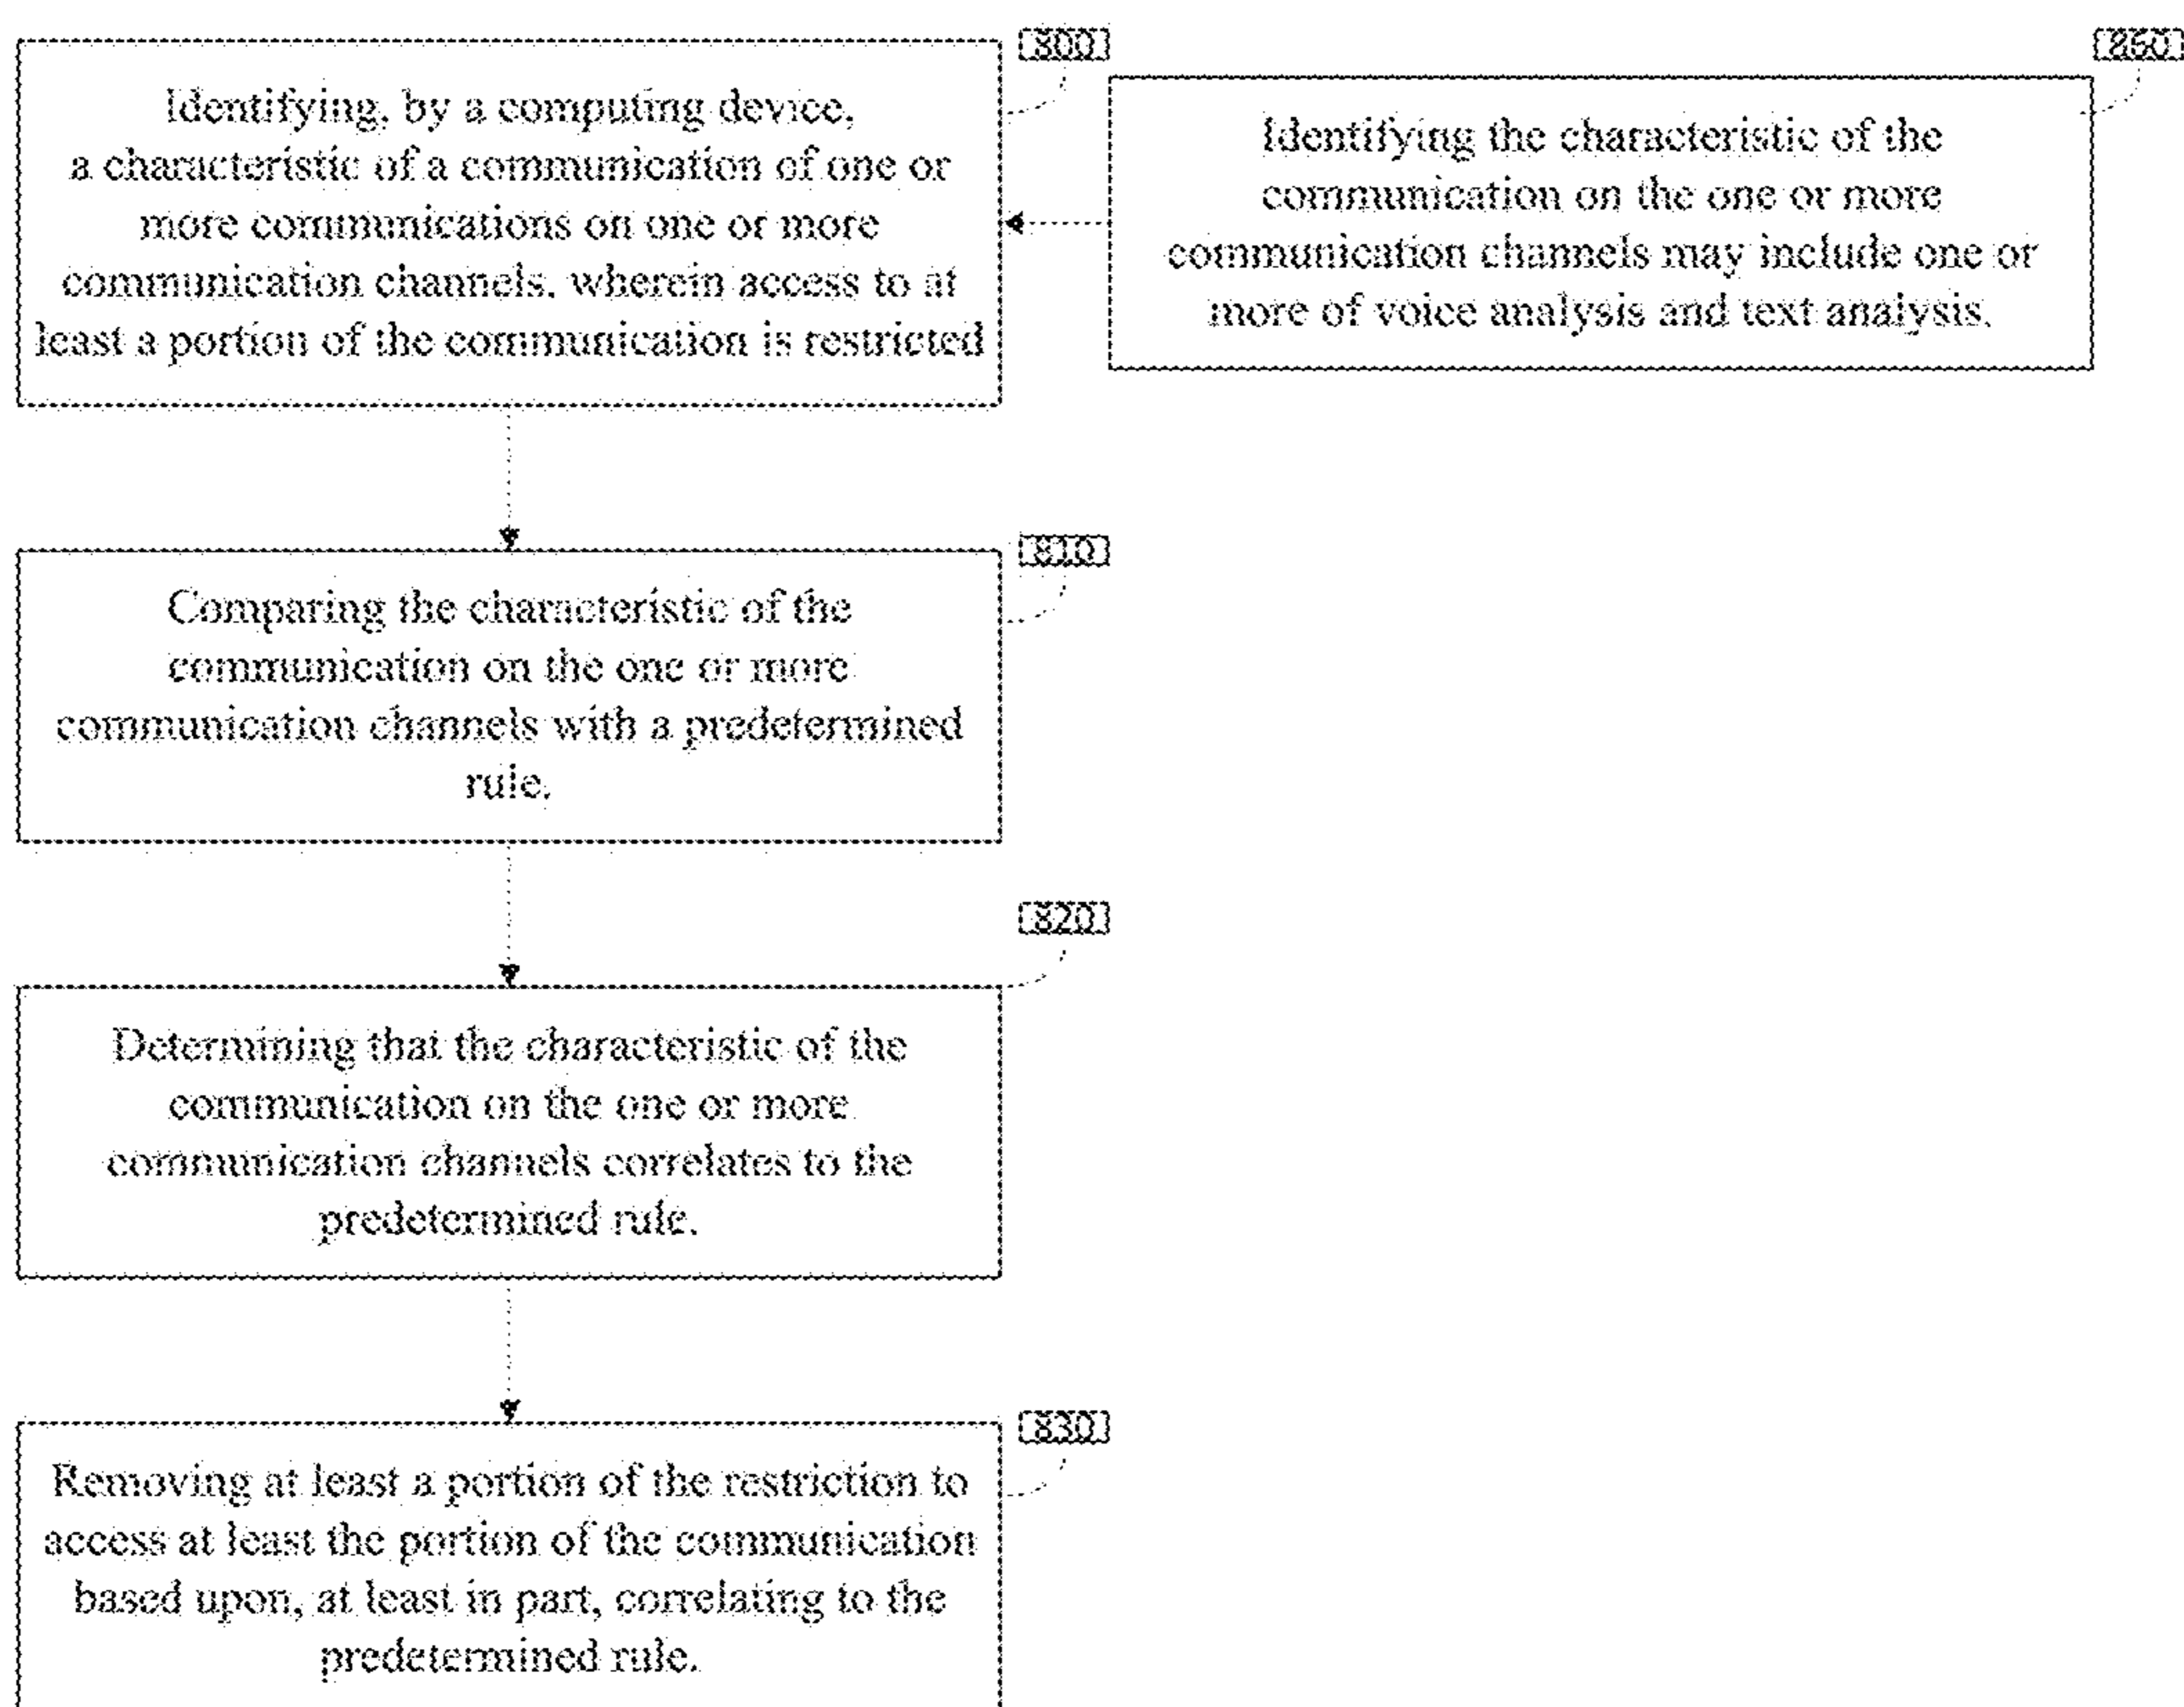 800
Identifying, by a computing device,
a characteristic of a communication of one or
more communications on one or more
communication channels, wherein access to at
least a portion of the communication is restricted
860
Identifying the characteristic of the
communication on the one or more
communication channels may include one or
more of voice analysis and text analysis.
810
Comparing the characteristic of the
communication on the one or more
communication channels with a predetermined
rule.
820
Determining that the characteristic of the
communication on the one or more
communication channels correlates to the
predetermined rule.
830
Removing at least a portion of the restriction to
access at least the portion of the communication
based upon, at least in part, correlating to the
predetermined rule.